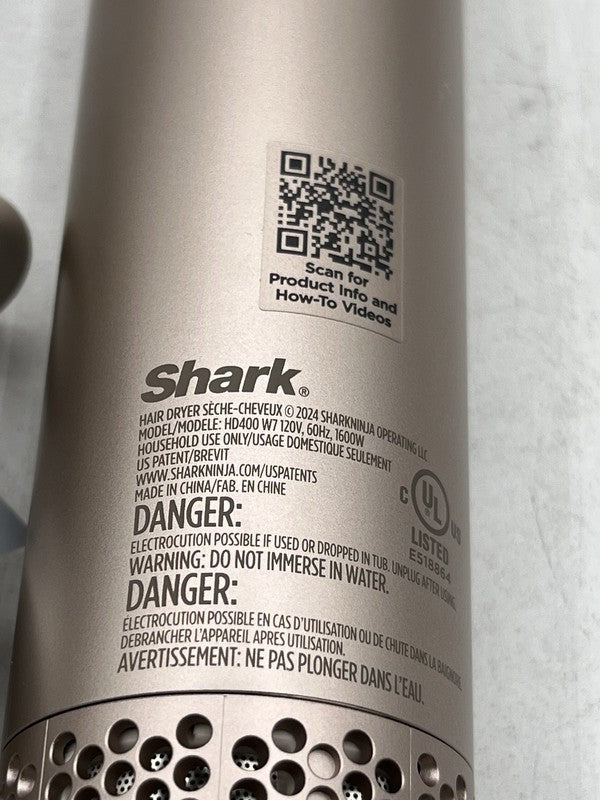 Scan for
Product Info and
How-To Videos
Shark®
HAIR DRYER SÈCHE-CHEVEUX © 2024 SHARKNINJA OPERATING LLC
MODEL/MODELE: HD400 W7 120V, 60Hz, 1600W
HOUSEHOLD USE ONLY/USAGE DOMESTIQUE SEULEMENT
US PATENT/BREVIT
WWW.SHARKNINJA.COM/USPATENTS
MADE IN CHINA/FAB. EN CHINE
C UL® US
LISTED
E518864
DANGER:
ELECTROCUTION POSSIBLE IF USED OR DROPPED IN TUB. UNPLUG AFTER USING.
WARNING: DO NOT IMMERSE IN WATER.
DANGER:
ÉLECTROCUTION POSSIBLE EN CAS D'UTILISATION OU DE CHUTE DANS LA BAIGNOIRE
DEBRANCHER L'APPAREIL APRES UTILISATION.
AVERTISSEMENT: NE PAS PLONGER DANS L'EAU.